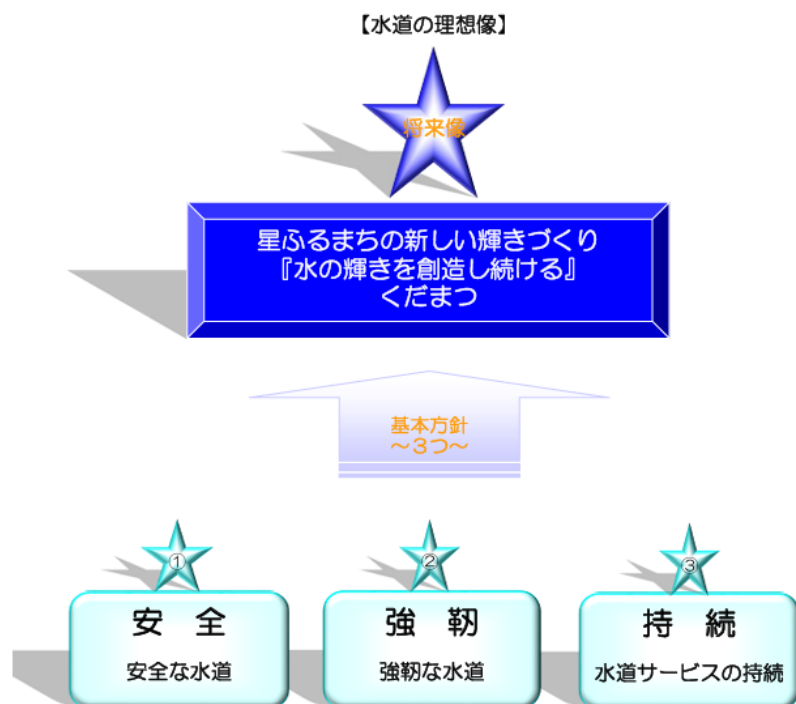 【水道の理想像】
将来像
星ふるまちの新しい輝きづくり
『水の輝きを創造し続ける』
くだまつ
基本方針
～3つ～
①
②
③
安　全
強　靭
持　続
安全な水道
強靭な水道
水道サービスの持続